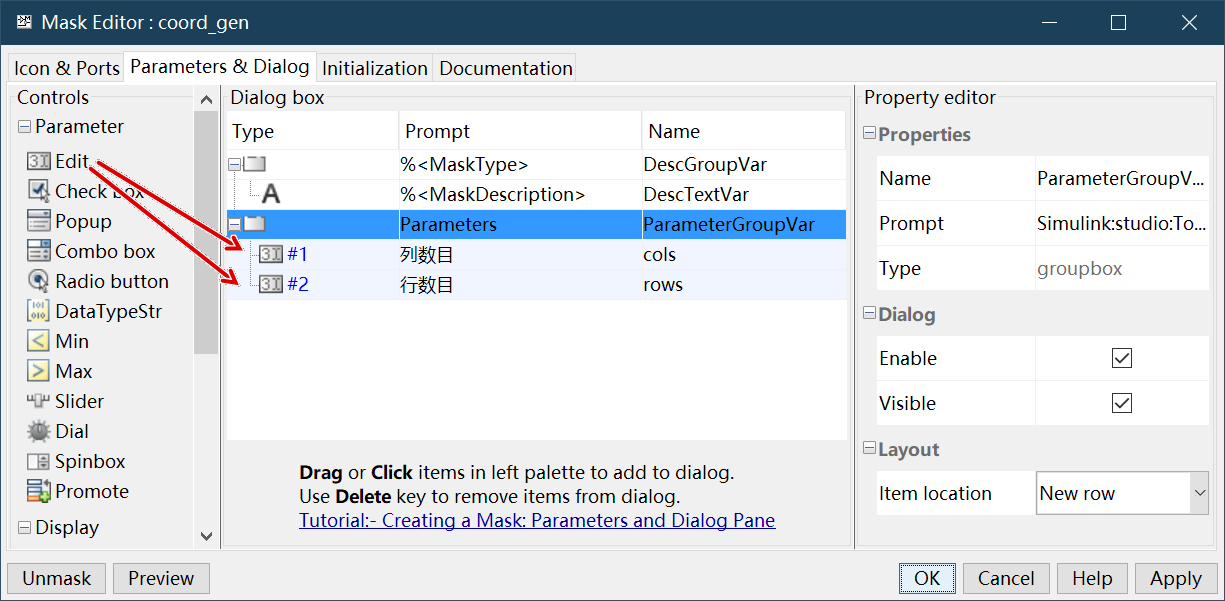 Mask Editor : coord_gen
Icon & Ports
Parameters & Dialog
Initialization
Documentation
Controls
Parameter
Edit
Check box
Popup
Combo box
Radio button
DataTypeStr
Min
Max
Slider
Dial
Spinbox
Promote
Display
Dialog box
Type Prompt Name
%<MaskType> DescGroupVar
A %<MaskDescription> DescTextVar
Parameters ParameterGroupVar
#1 列数目 cols
#2 行数目 rows
Drag or Click items in left palette to add to dialog.
Use Delete key to remove items from dialog.
Tutorial:- Creating a Mask: Parameters and Dialog Pane
Property editor
Properties
Name ParameterGroupV...
Prompt Simulink:studio:To...
Type groupbox
Dialog
Enable
Visible
Layout
Item location New row
Unmask Preview OK Cancel Help Apply